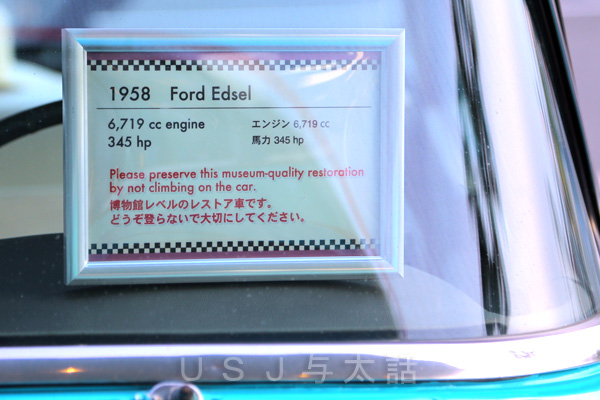 1958 Ford Edsel
6,719 cc engine
345 hp
エンジン 6,719 cc
馬力 345 hp
Please preserve this museum-quality restoration
by not climbing on the car.
博物館レベルのレストア車です。
どうぞ登らないで大切にしてください。
ＵＳＪ与太話